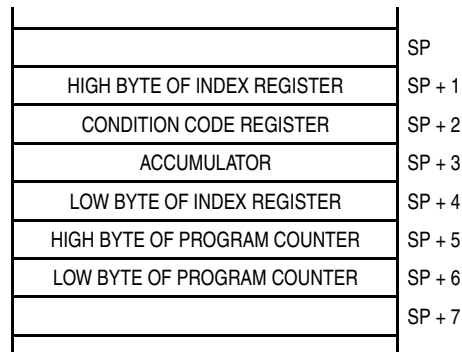 SP
HIGH BYTE OF INDEX REGISTER SP + 1
CONDITION CODE REGISTER SP + 2
ACCUMULATOR SP + 3
LOW BYTE OF INDEX REGISTER SP + 4
HIGH BYTE OF PROGRAM COUNTER SP + 5
LOW BYTE OF PROGRAM COUNTER SP + 6
SP + 7